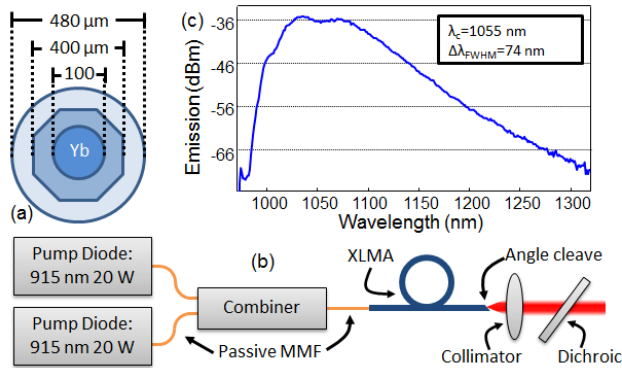 480 µm
400 µm
100
Yb
(a)
(c)
λc=1055 nm
ΔλFWHM=74 nm
Emission (dBm)
-36
-46
-56
-66
1000
1050
1100
1150
1200
1250
1300
Wavelength (nm)
(b)
Pump Diode:
915 nm 20 W
Pump Diode:
915 nm 20 W
Combiner
Passive MMF
XLMA
Angle cleave
Collimator
Dichroic